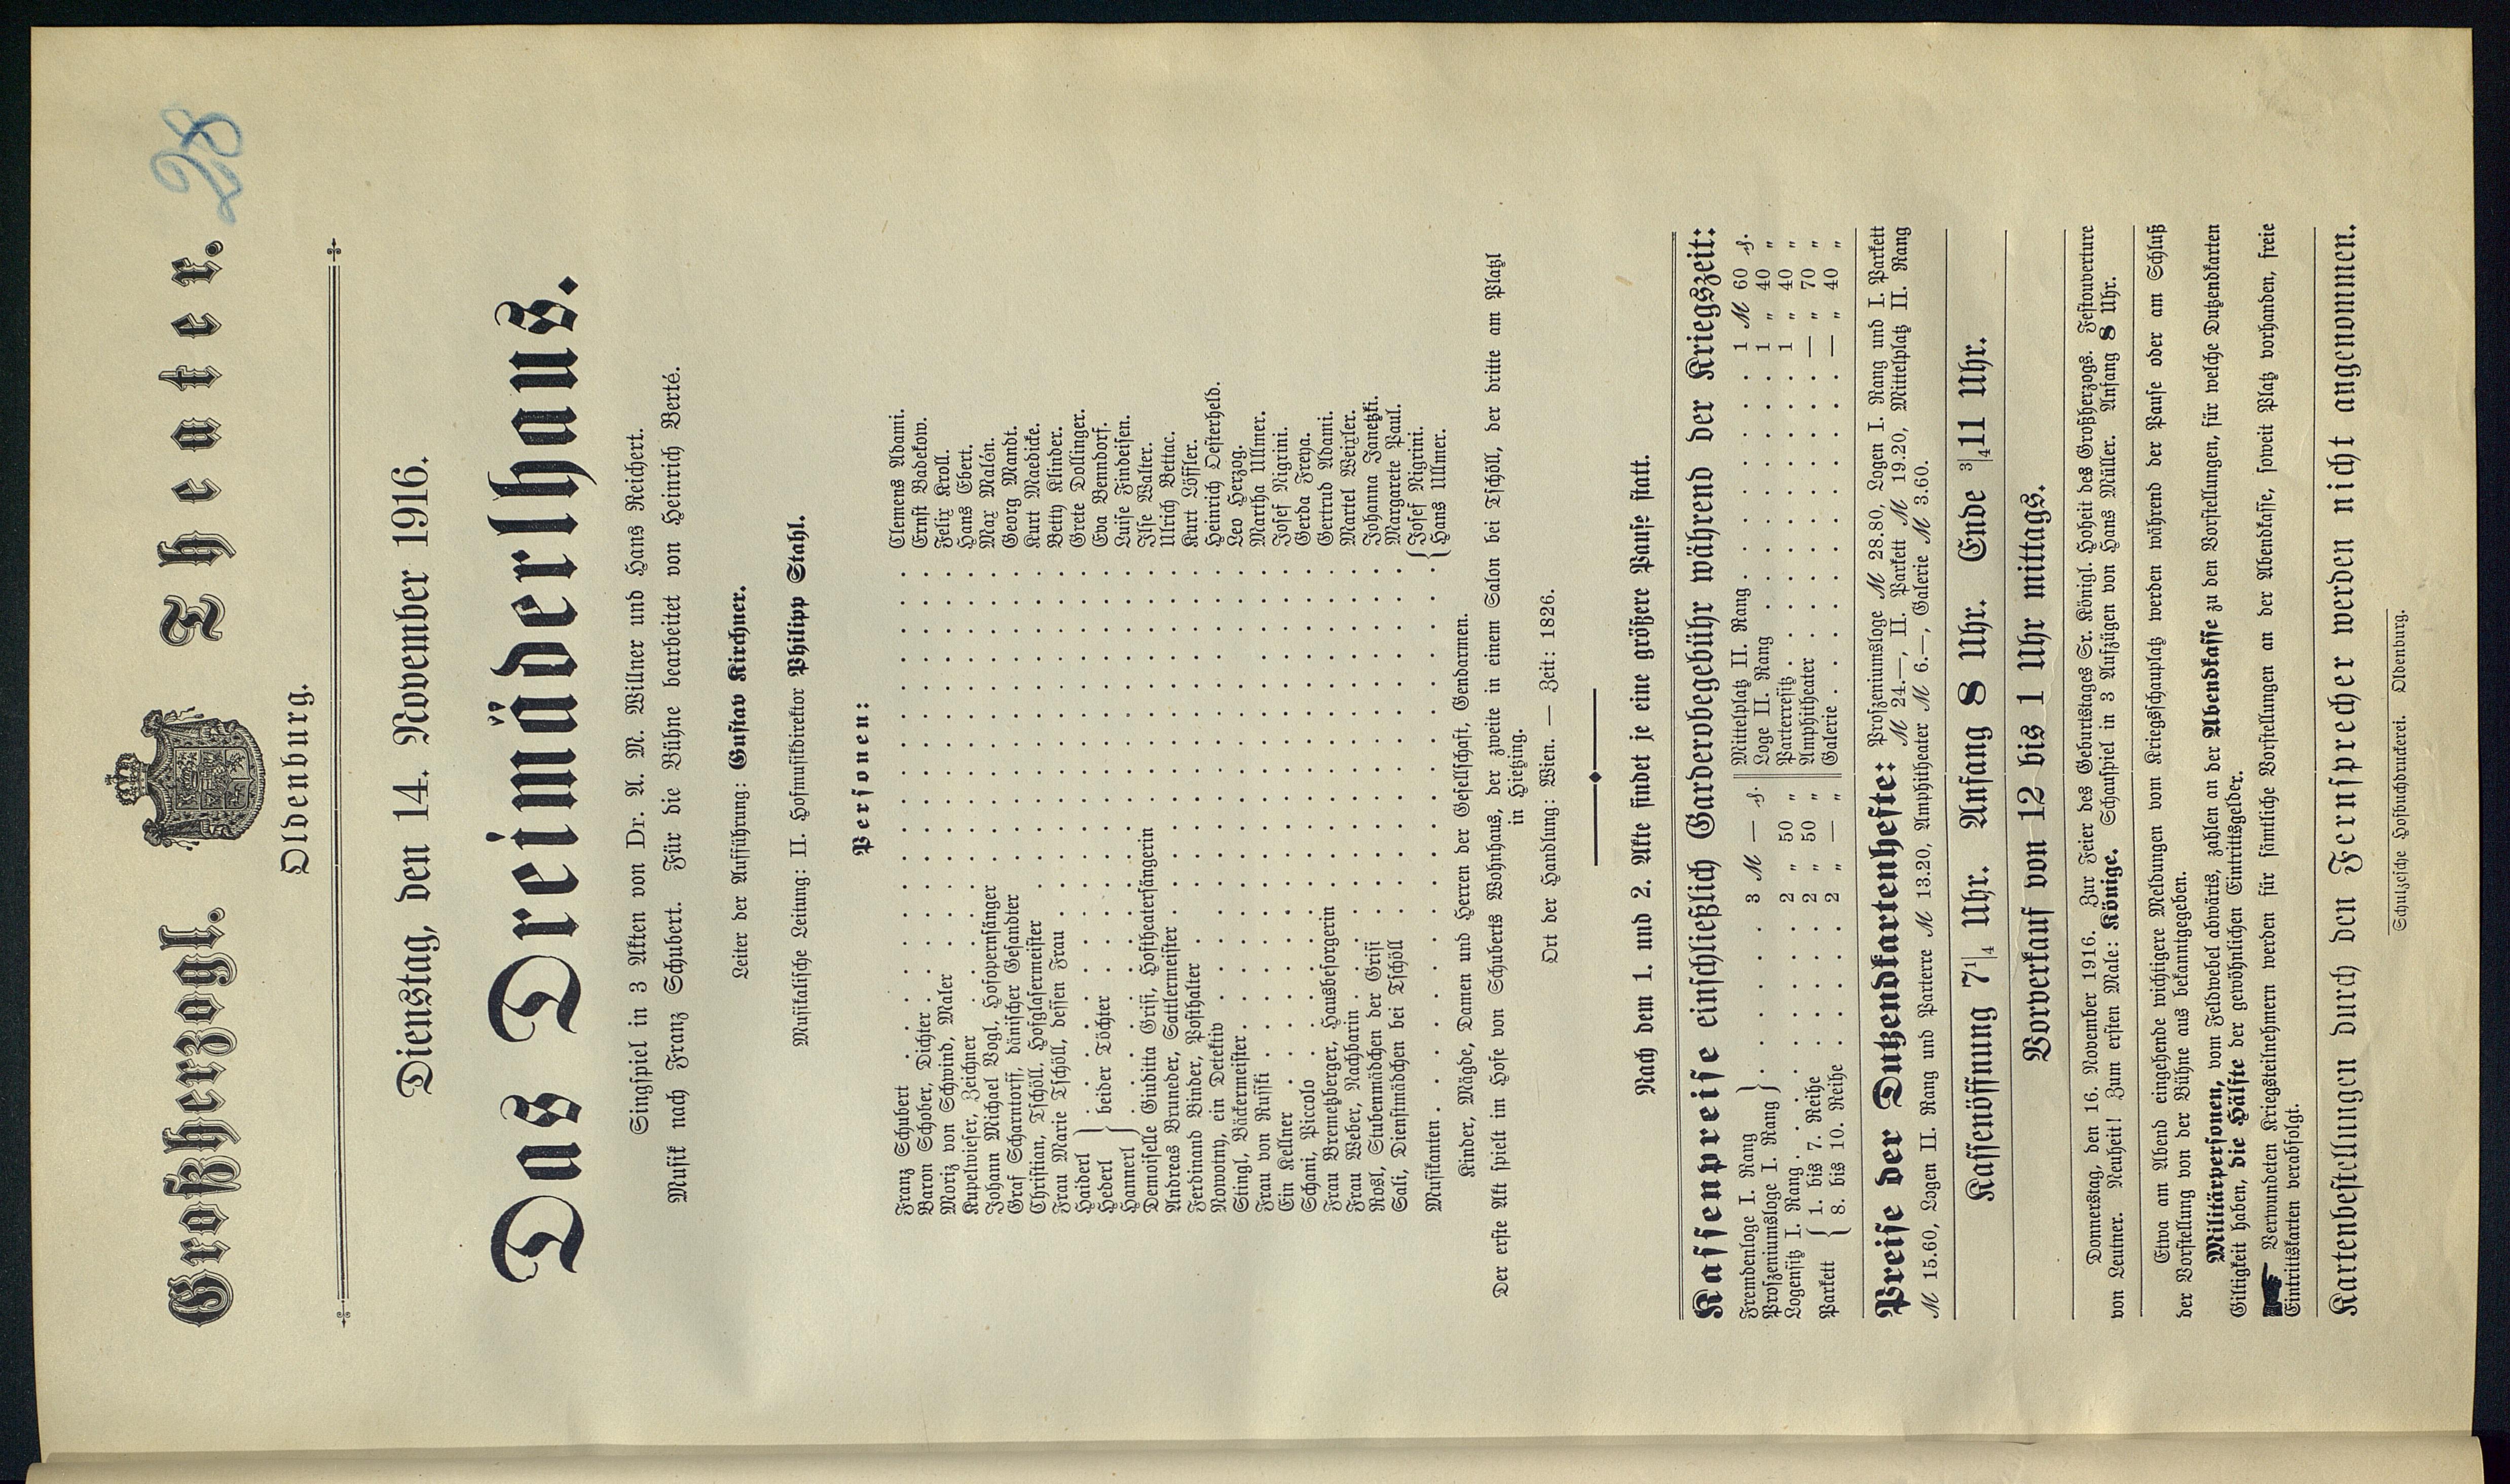 28
Großherzogl. Theater.
Oldenburg.
Dienstag, den 14. November 1916.
Das Dreimäderlhaus.
Singspiel in 3 Akten von Dr. A. M. Willner und Hans Reichert.
Musik nach Franz Schubert. Für die Bühne bearbeitet von Heinrich Berté.
Leiter der Aufführung: Gustav Kirchner.
Musikalische Leitung: II. Hofmusikdirektor Philipp Stahl.
Personen:
Franz Schubert . . . . . Clemens Adami.
Baron Schober, Dichter . . . . . Ernst Badekow.
Moriz von Schwind, Maler . . . . . Felix Kroll.
Kupelwieser, Zeichner . . . . . Hans Ebert.
Johann Michael Vogl, Hofopernsänger . . . . . Max Malén.
Graf Scharntorff, dänischer Gesandter . . . . . Georg Mandt.
Christian, Tschöll, Hofglasermeister . . . . . Kurt Maedicke.
Frau Marie Tschöll, dessen Frau . . . . . Betty Klinder.
Haiderl } . . . . . Grete Dollinger.
Hederl } beider Töchter . . . . . Eva Benndorf.
Hannerl } . . . . . Luise Findeisen.
Demoiselle Giuditta Grisi, Hoftheatersängerin . . . . . Ilse Walter.
Andreas Bruneder, Sattlermeister . . . . . Ulrich Bettac.
Ferdinand Binder, Posthalter . . . . . Kurt Löffler.
Nowotny, ein Detektiv . . . . . Heinrich Oesterheld.
Stingl, Bäckermeister . . . . . Leo Herzog.
Frau von Russki . . . . . Martha Ullmer.
Ein Kellner . . . . . Josef Nigrini.
Schani, Piccolo . . . . . Gerda Freya.
Frau Bremetzberger, Hausbesorgerin . . . . . Gertrud Adami.
Frau Weber, Nachbarin . . . . . Martel Weixler.
Rosl, Stubenmädchen der Grisi . . . . . Johanna Janetzki.
Sali, Dienstmädchen bei Tschöll . . . . . Margarete Paul.
Musikanten . . . . . { Josef Nigrini.
Hans Ullmer.
Kinder, Mägde, Damen und Herren der Gesellschaft, Gendarmen.
Der erste Akt spielt im Hofe von Schuberts Wohnhaus, der zweite in einem Salon bei Tschöll, der dritte am Platzl
in Hietzing.
Ort der Handlung: Wien. — Zeit: 1826.
Nach dem 1. und 2. Akte findet je eine größere Pause statt.
Kassenpreise einschließlich Garderobegebühr während der Kriegszeit:
Fremdenloge I. Rang }
Proszeniumsloge I. Rang } . . . . . 3 ℳ — ₰.
Logensitz I. Rang . . . . . 2 „ 50 „
Parkett { 1. bis 7. Reihe . . . . . 2 „ 50 „
8. bis 10. Reihe . . . . . 2 „ — „
Mittelplatz II. Rang . . . . . 1 ℳ 60 ₰.
Loge II. Rang . . . . . 1 „ 40 „
Parterresitz . . . . . 1 „ 40 „
Amphitheater . . . . . — „ 70 „
Galerie . . . . . — „ 40 „
Preise der Dutzendkartenhefte: Proszeniumsloge ℳ 28.80, Logen I. Rang und I. Parkett
ℳ 24.—, II. Parkett ℳ 19.20, Mittelplatz II. Rang
ℳ 15.60, Logen II. Rang und Parterre ℳ 13.20, Amphitheater ℳ 6.—, Galerie ℳ 3.60.
Kassenöffnung 7¼ Uhr. Anfang 8 Uhr. Ende ¾11 Uhr.
Vorverkauf von 12 bis 1 Uhr mittags.
Donnerstag, den 16. November 1916. Zur Feier des Geburtstages Sr. Königl. Hoheit des Großherzogs. Festouverture
von Leutner. Neuheit! Zum ersten Male: Könige. Schauspiel in 3 Aufzügen von Hans Müller. Anfang 8 Uhr.
Etwa am Abend eingehende wichtigere Meldungen vom Kriegsschauplatz werden während der Pause oder am Schluß
der Vorstellung von der Bühne aus bekanntgegeben.
Militärpersonen, vom Feldwebel abwärts, zahlen an der Abendkasse zu den Vorstellungen, für welche Dutzendkarten
Giltigkeit haben, die Hälfte der gewöhnlichen Eintrittsgelder.
☛ Verwundeten Kriegsteilnehmern werden für sämtliche Vorstellungen an der Abendkasse, soweit Platz vorhanden, freie
Eintrittskarten verabfolgt.
Kartenbestellungen durch den Fernsprecher werden nicht angenommen.
Schulzesche Hofbuchdruckerei. Oldenburg.